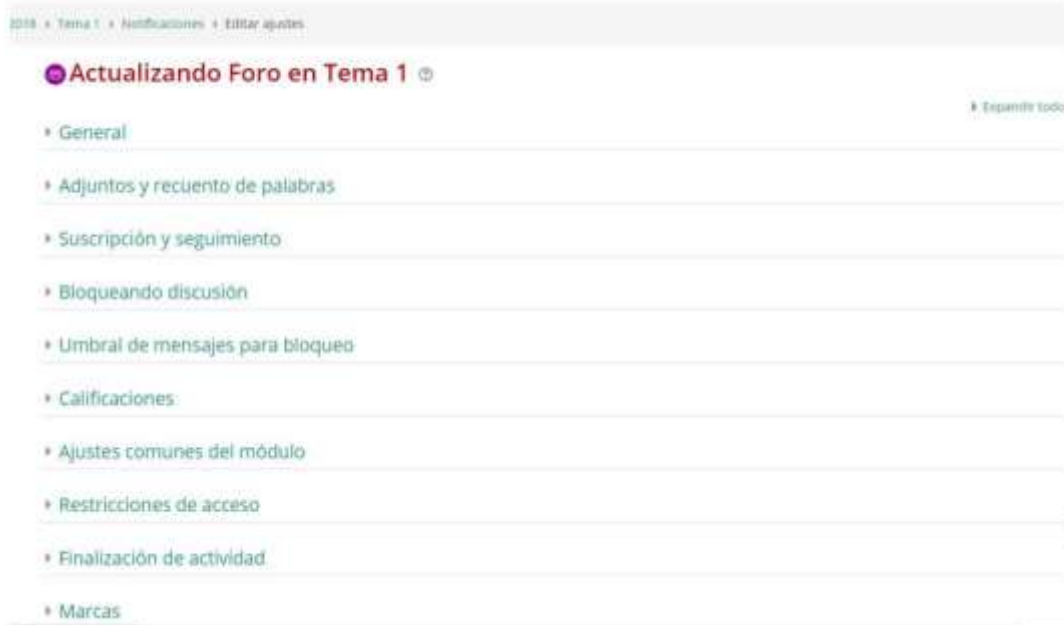 2018 Tema 1 Notificaciones Editar ajustes
Actualizando Foro en Tema 1
Expandir todo
General
Adjuntos y recuento de palabras
Suscripción y seguimiento
Bloqueando discusión
Umbral de mensajes para bloqueo
Calificaciones
Ajustes comunes del módulo
Restricciones de acceso
Finalización de actividad
Marcas